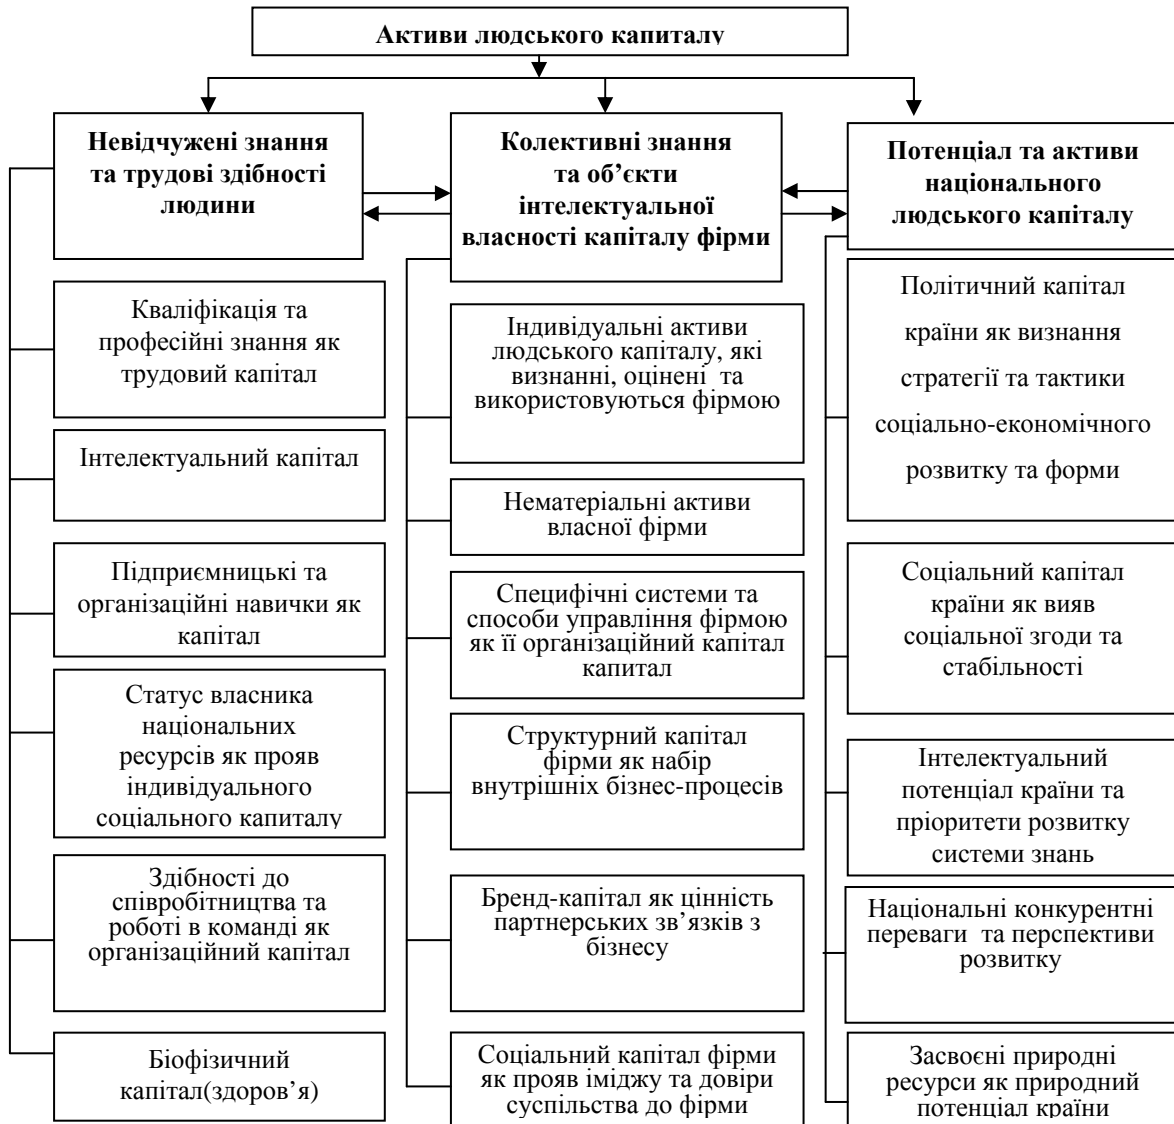 Активи людського капиталу
Невідчужені знання
та трудові здібності
людини
Кваліфікація та
професійні знання як
трудовий капітал
Інтелектуальний капітал
Підприємницькі та
організаційні навички як
капітал
Статус власника
національних
ресурсів як прояв
індивідуального
соціального капиталу
Здібності до
співробітництва та
роботі в команді як
організаційний капітал
Біофізичний
капітал(здоров’я)
Колективні знання
та об’єкти
інтелектуальної
власності капіталу фірми
Індивідуальні активи
людського капіталу, які
визнанні, оцінені та
використовуються фірмою
Нематеріальні активи
власної фірми
Специфічні системи та
способи управління фірмою
як її організаційний капітал
капитал
Структурний капітал
фірми як набір
внутрішніх бізнес-процесів
Бренд-капітал як цінність
партнерських зв’язків з
бізнесу
Соціальний капітал фірми
як прояв іміджу та довіри
суспільства до фірми
Потенціал та активи
національного
людського капіталу
Політичний капітал
країни як визнання
стратегії та тактики
соціально-економічного
розвитку та форми
Соціальний капітал
країни як вияв
соціальної згоди та
стабільності
Інтелектуальний
потенціал країни та
пріоритети розвитку
системи знань
Національні конкурентні
переваги та перспективи
розвитку
Засвоєні природні
ресурси як природний
потенціал країни